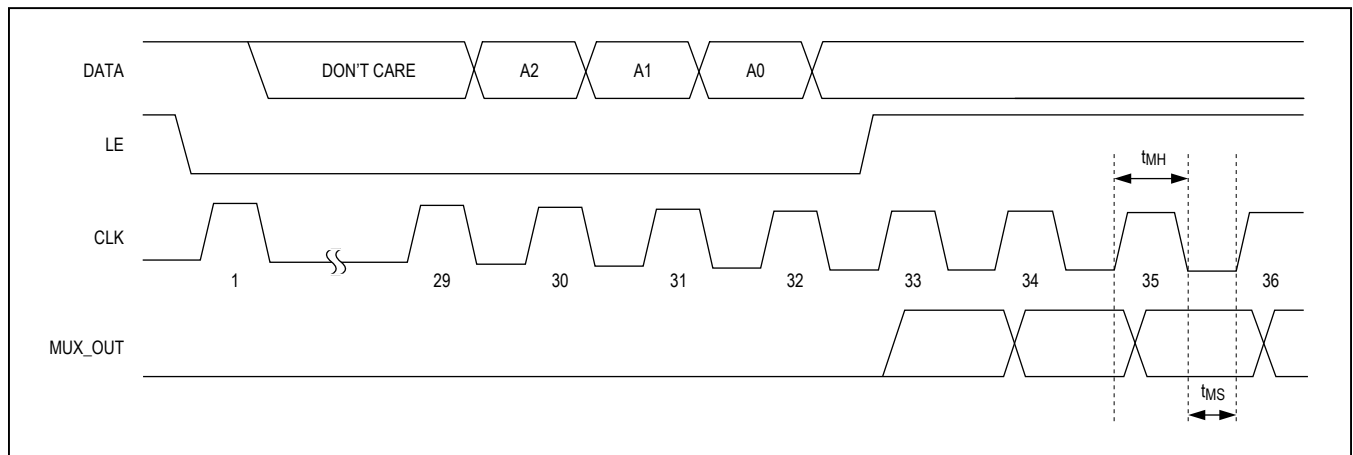 DATA
DON'T CARE
A2
A1
A0
LE
tMH
CLK
1
29
30
31
32
33
34
35
36
MUX_OUT
tMS